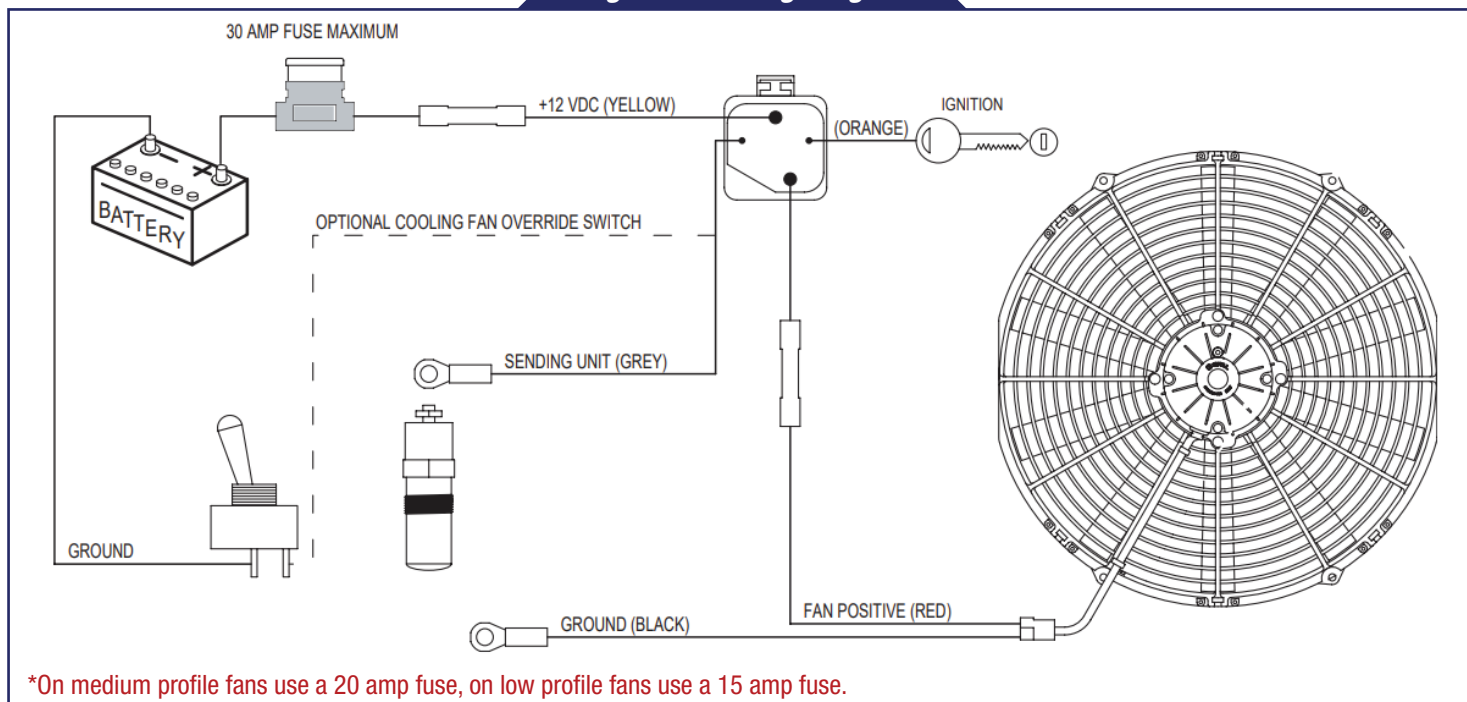 30 AMP FUSE MAXIMUM
+12 VDC (YELLOW)
(ORANGE)
IGNITION
BATTERY
OPTIONAL COOLING FAN OVERRIDE SWITCH
SENDING UNIT (GREY)
GROUND
FAN POSITIVE (RED)
GROUND (BLACK)
*On medium profile fans use a 20 amp fuse, on low profile fans use a 15 amp fuse.